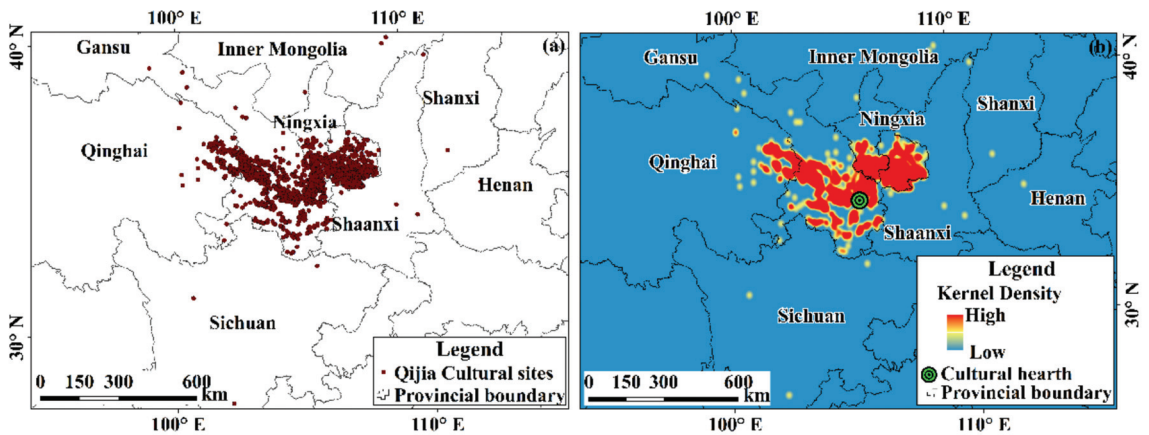 100° E 110° E
40° N
Gansu Inner Mongolia (a)
Shanxi
Ningxia
Qinghai
Henan
Shaanxi
Sichuan
30° N
Legend
Qijia Cultural sites
Provincial boundary
0 150 300 600
km
100° E 110° E
100° E 110° E
40° N
Gansu Inner Mongolia (b)
Shanxi
Ningxia
Qinghai
Henan
Shaanxi
Sichuan
30° N
Legend
Kernel Density
High
Low
Cultural hearth
Provincial boundary
0 150 300 600
km
100° E 110° E